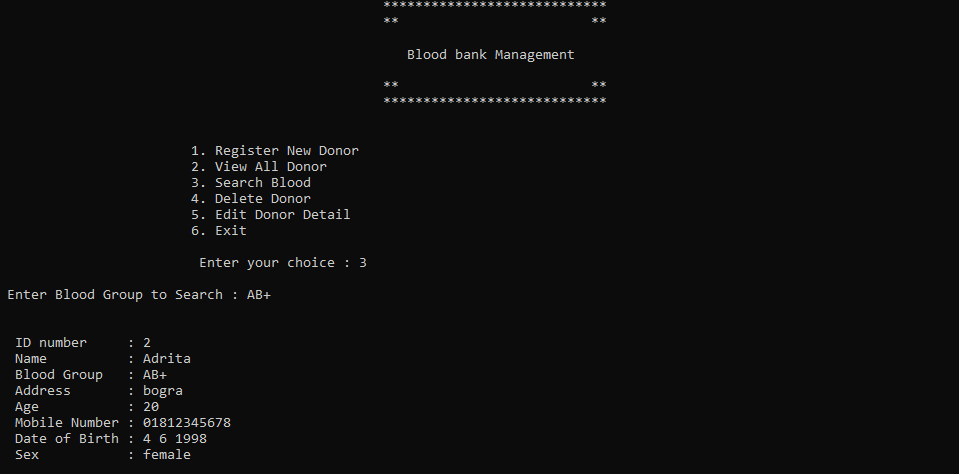 ****************************
** **
Blood bank Management
** **
****************************
1. Register New Donor
2. View All Donor
3. Search Blood
4. Delete Donor
5. Edit Donor Detail
6. Exit
Enter your choice : 3
Enter Blood Group to Search : AB+
ID number : 2
Name : Adrita
Blood Group : AB+
Address : bogra
Age : 20
Mobile Number : 01812345678
Date of Birth : 4 6 1998
Sex : female